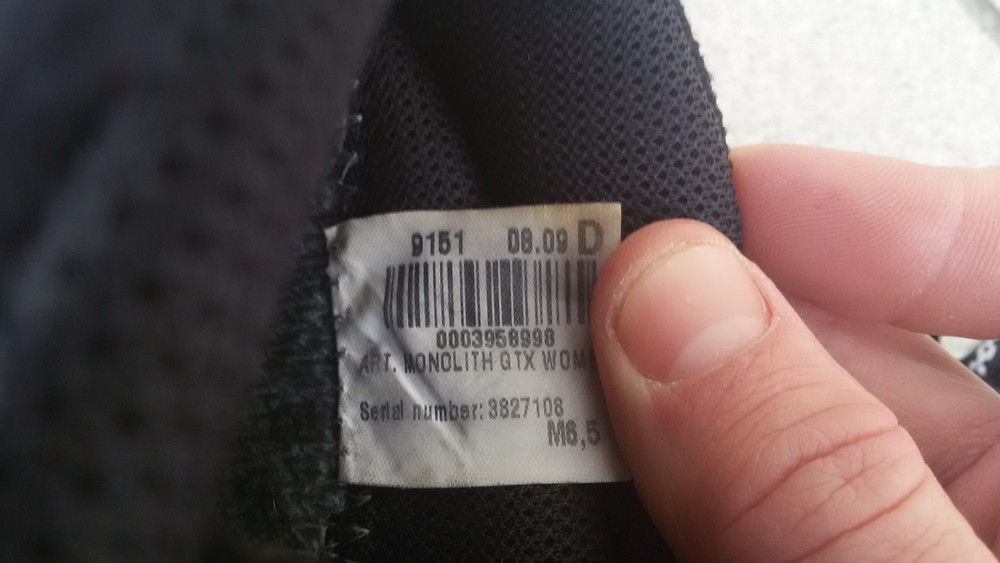 9151 08.09 D
0003958998
ART. MONOLITH GTX WOM
Serial number: 3827108
M6,5